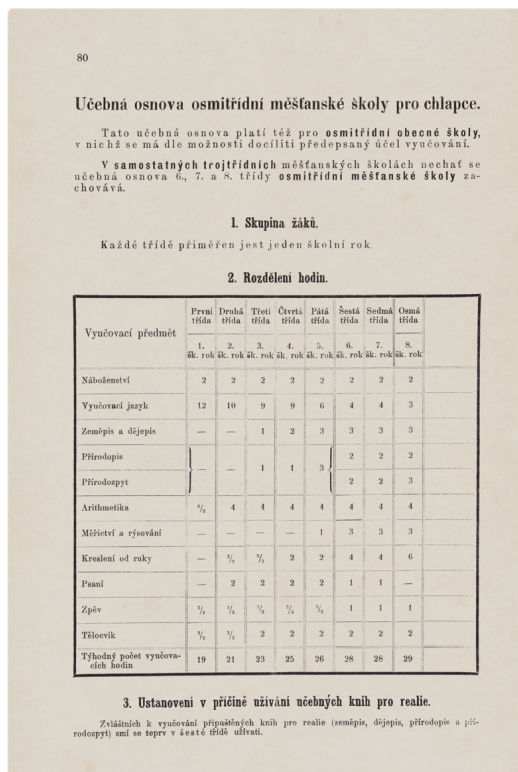 80
Učebná osnova osmitřídní měšťanské školy pro chlapce.
Tato učebná osnova platí též pro osmitřídní obecné školy,
v nichž se má dle možnosti docíliti předepsaný účel vyučování.
V samostatných trojtřídních měšťanských školách nechať se
učebná osnova 6., 7. a 8. třídy osmitřídní měšťanské školy za-
chovává.
1. Skupina žáků.
Každé třídě přiměřen jest jeden školní rok.
2. Rozdělení hodin.
Vyučovací předmět
První třída Druhá třída Třetí třída Čtvrtá třída Pátá třída Šestá třída Sedmá třída Osmá třída
1. šk. rok 2. šk. rok 3. šk. rok 4. šk. rok 5. šk. rok 6. šk. rok 7. šk. rok 8. šk. rok
Náboženství 2 2 2 2 2 2 2 2
Vyučovací jazyk 12 10 9 9 6 4 4 3
Zeměpis a dějepis — — 1 2 3 3 3 3
Přírodopis 2 2 2
— — 1 1 3
Přírodozpyt 2 2 3
Arithmetika 4 4 4 4 4 4 4
Měřictví a rýsování — — — — 1 3 3 3
Kreslení od ruky — 2 2 4 4 6
Psaní — 2 2 2 2 1 1 —
Zpěv 1 1 1
Tělocvik 2 2 2 2 2 2
Týhodný počet vyučova-
cích hodin 19 21 23 25 26 28 28 29
3. Ustanovení v příčině užívání učebných knih pro realie.
Zvláštních k vyučování připuštěných knih pro realie (zeměpis, dějepis, přírodopis a pří-
rodozpyt) smí se teprv v šesté třídě užívati.